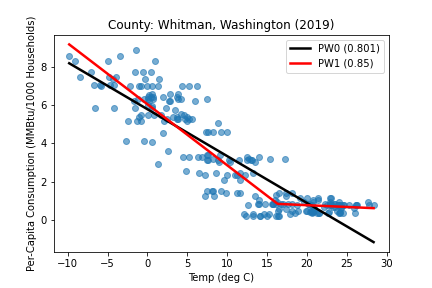 County: Whitman, Washington (2019)
PW0 (0.801)
PW1 (0.85)
Per-Capita Consumption (MMBtu/1000 Households)
8
6
4
2
0
−10
−5
0
5
10
15
20
25
30
Temp (deg C)